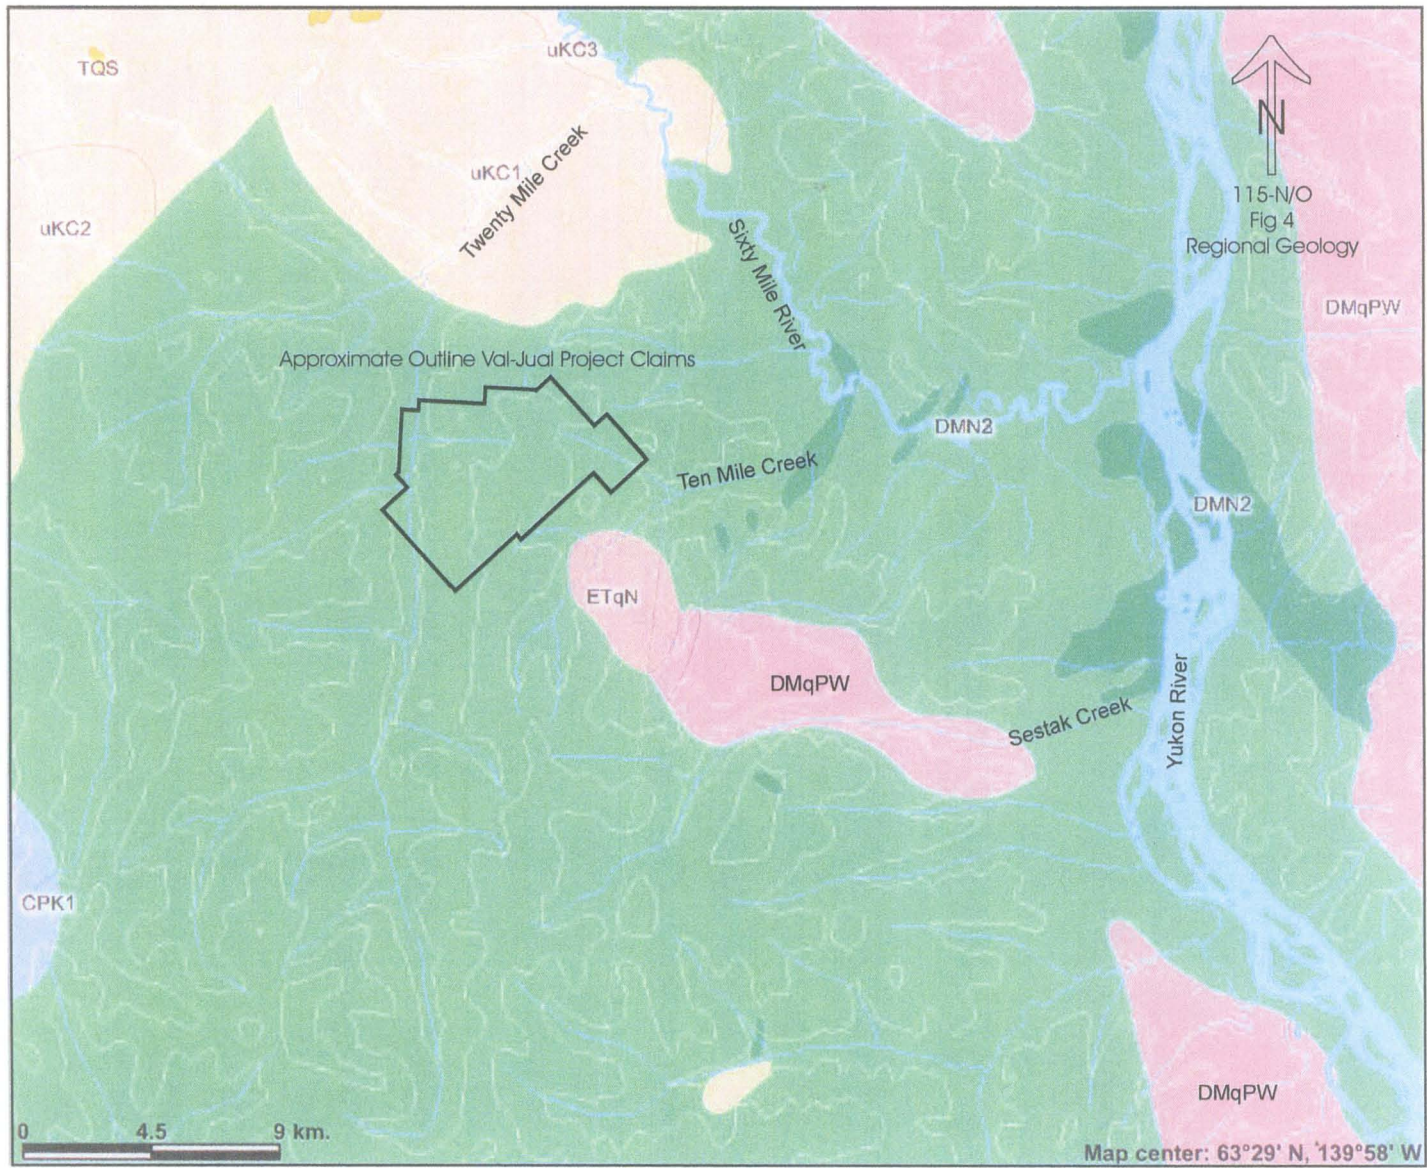 uKC3
TQS
N
uKC1
Twenty Mile Creek
115-N/O
Fig 4
Regional Geology
uKC2
Sixty Mile River
DMqPW
Approximate Outline Val-Jual Project Claims
DMN2
Ten Mile Creek
DMN2
ETqN
DMqPW
Sestak Creek
Yukon River
CPK1
DMqPW
0 4.5 9 km.
Map center: 63°29' N, 139°58' W